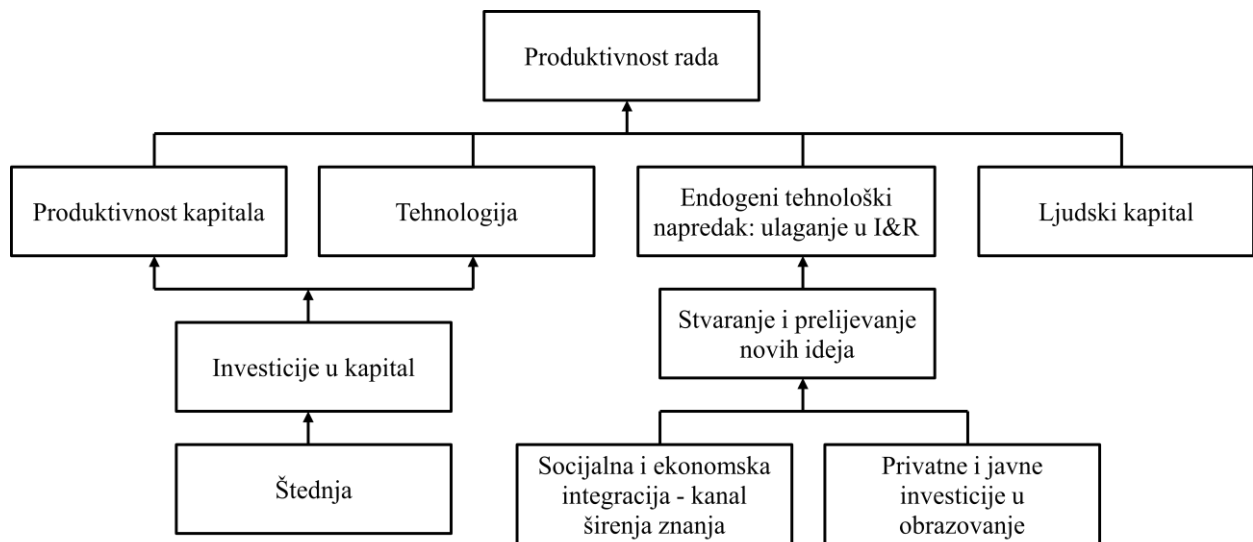 Produktivnost rada
Produktivnost kapitala
Tehnologija
Endogeni tehnološki
napredak: ulaganje u I&R
Ljudski kapital
Investicije u kapital
Stvaranje i prelijevanje
novih ideja
Štednja
Socijalna i ekonomska
integracija - kanal
širenja znanja
Privatne i javne
investicije u
obrazovanje